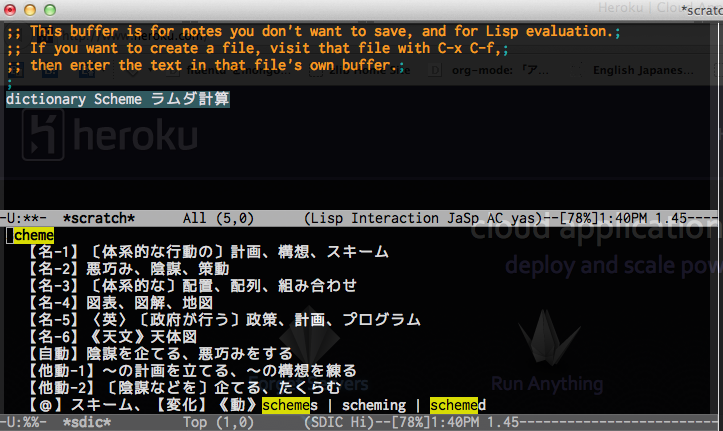 Heroku | Cloud App
*scratch
;; This buffer is for notes you don't want to save, and for Lisp evaluation.;
;; If you want to create a file, visit that file with C-x C-f,;
;; then enter the text in that file's own buffer.;
;
org-mode: 「ア
English Japanes...
dictionary Scheme ラムダ計算
heroku
-U:**- *scratch* All (5,0) (Lisp Interaction JaSp AC yas)--[78%]1:40PM 1.45----
cloud application
deploy and scale pow
scheme
【名-1】〔体系的な行動の〕計画、構想、スキーム
【名-2】悪巧み、陰謀、策動
【名-3】〔体系的な〕配置、配列、組み合わせ
【名-4】図表、図解、地図
【名-5】〈英〉〔政府が行う〕政策、計画、プログラム
【名-6】《天文》天体図
【自動】陰謀を企てる、悪巧みをする
【他動-1】～の計画を立てる、～の構想を練る
【他動-2】〔陰謀などを〕企てる、たくらむ
Run Anything
【＠】スキーム、【変化】《動》schemes | scheming | schemed
-U:%%- *sdic* Top (1,0) (SDIC Hi)--[78%]1:40PM 1.45----